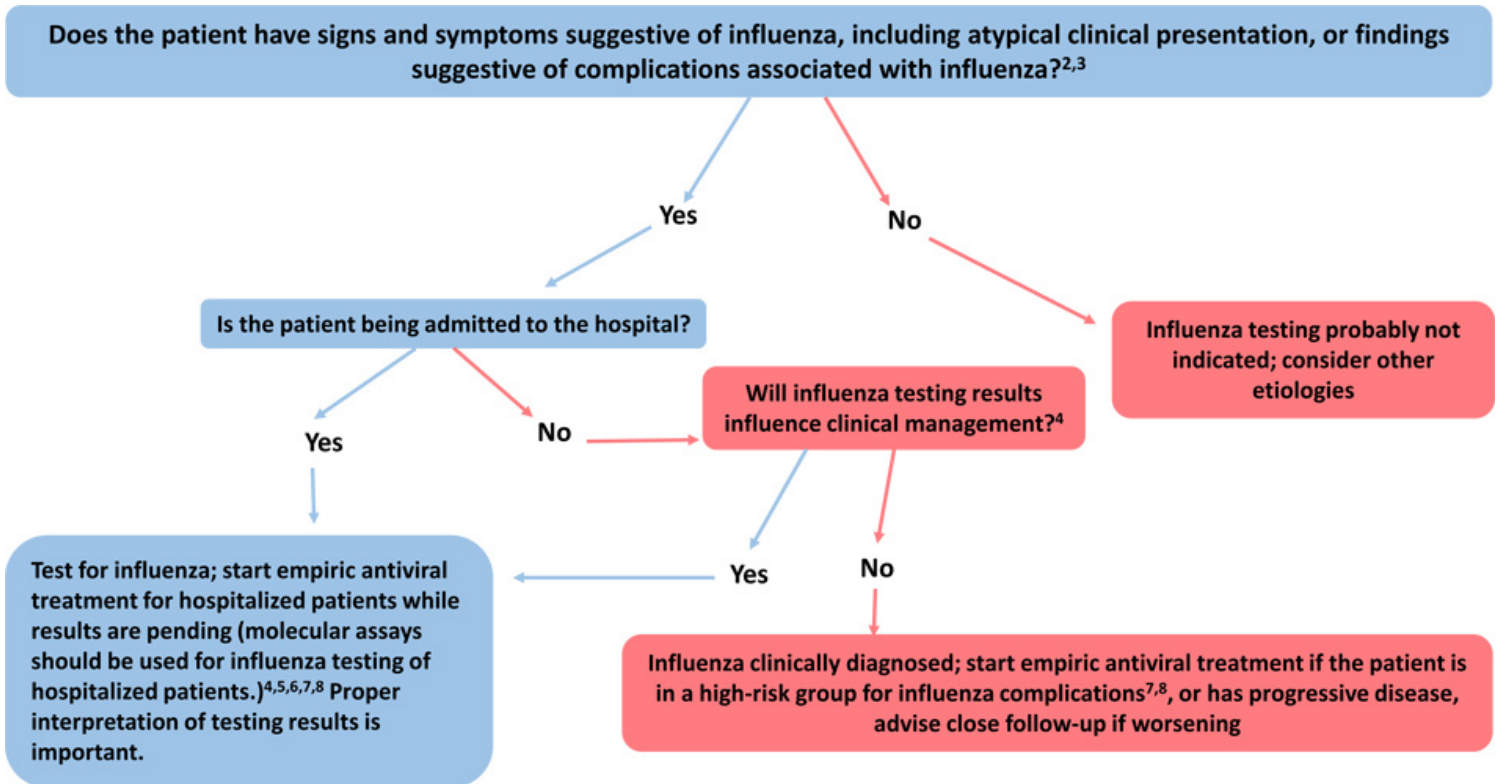 Does the patient have signs and symptoms suggestive of influenza, including atypical clinical presentation, or findings
suggestive of complications associated with influenza?2,3
Yes
No
Is the patient being admitted to the hospital?
Influenza testing probably not
indicated; consider other
etiologies
Yes
No
Will influenza testing results
influence clinical management?4
Yes
No
Test for influenza; start empiric antiviral
treatment for hospitalized patients while
results are pending (molecular assays
should be used for influenza testing of
hospitalized patients.)4,5,6,7,8 Proper
interpretation of testing results is
important.
Influenza clinically diagnosed; start empiric antiviral treatment if the patient is
in a high-risk group for influenza complications7,8, or has progressive disease,
advise close follow-up if worsening